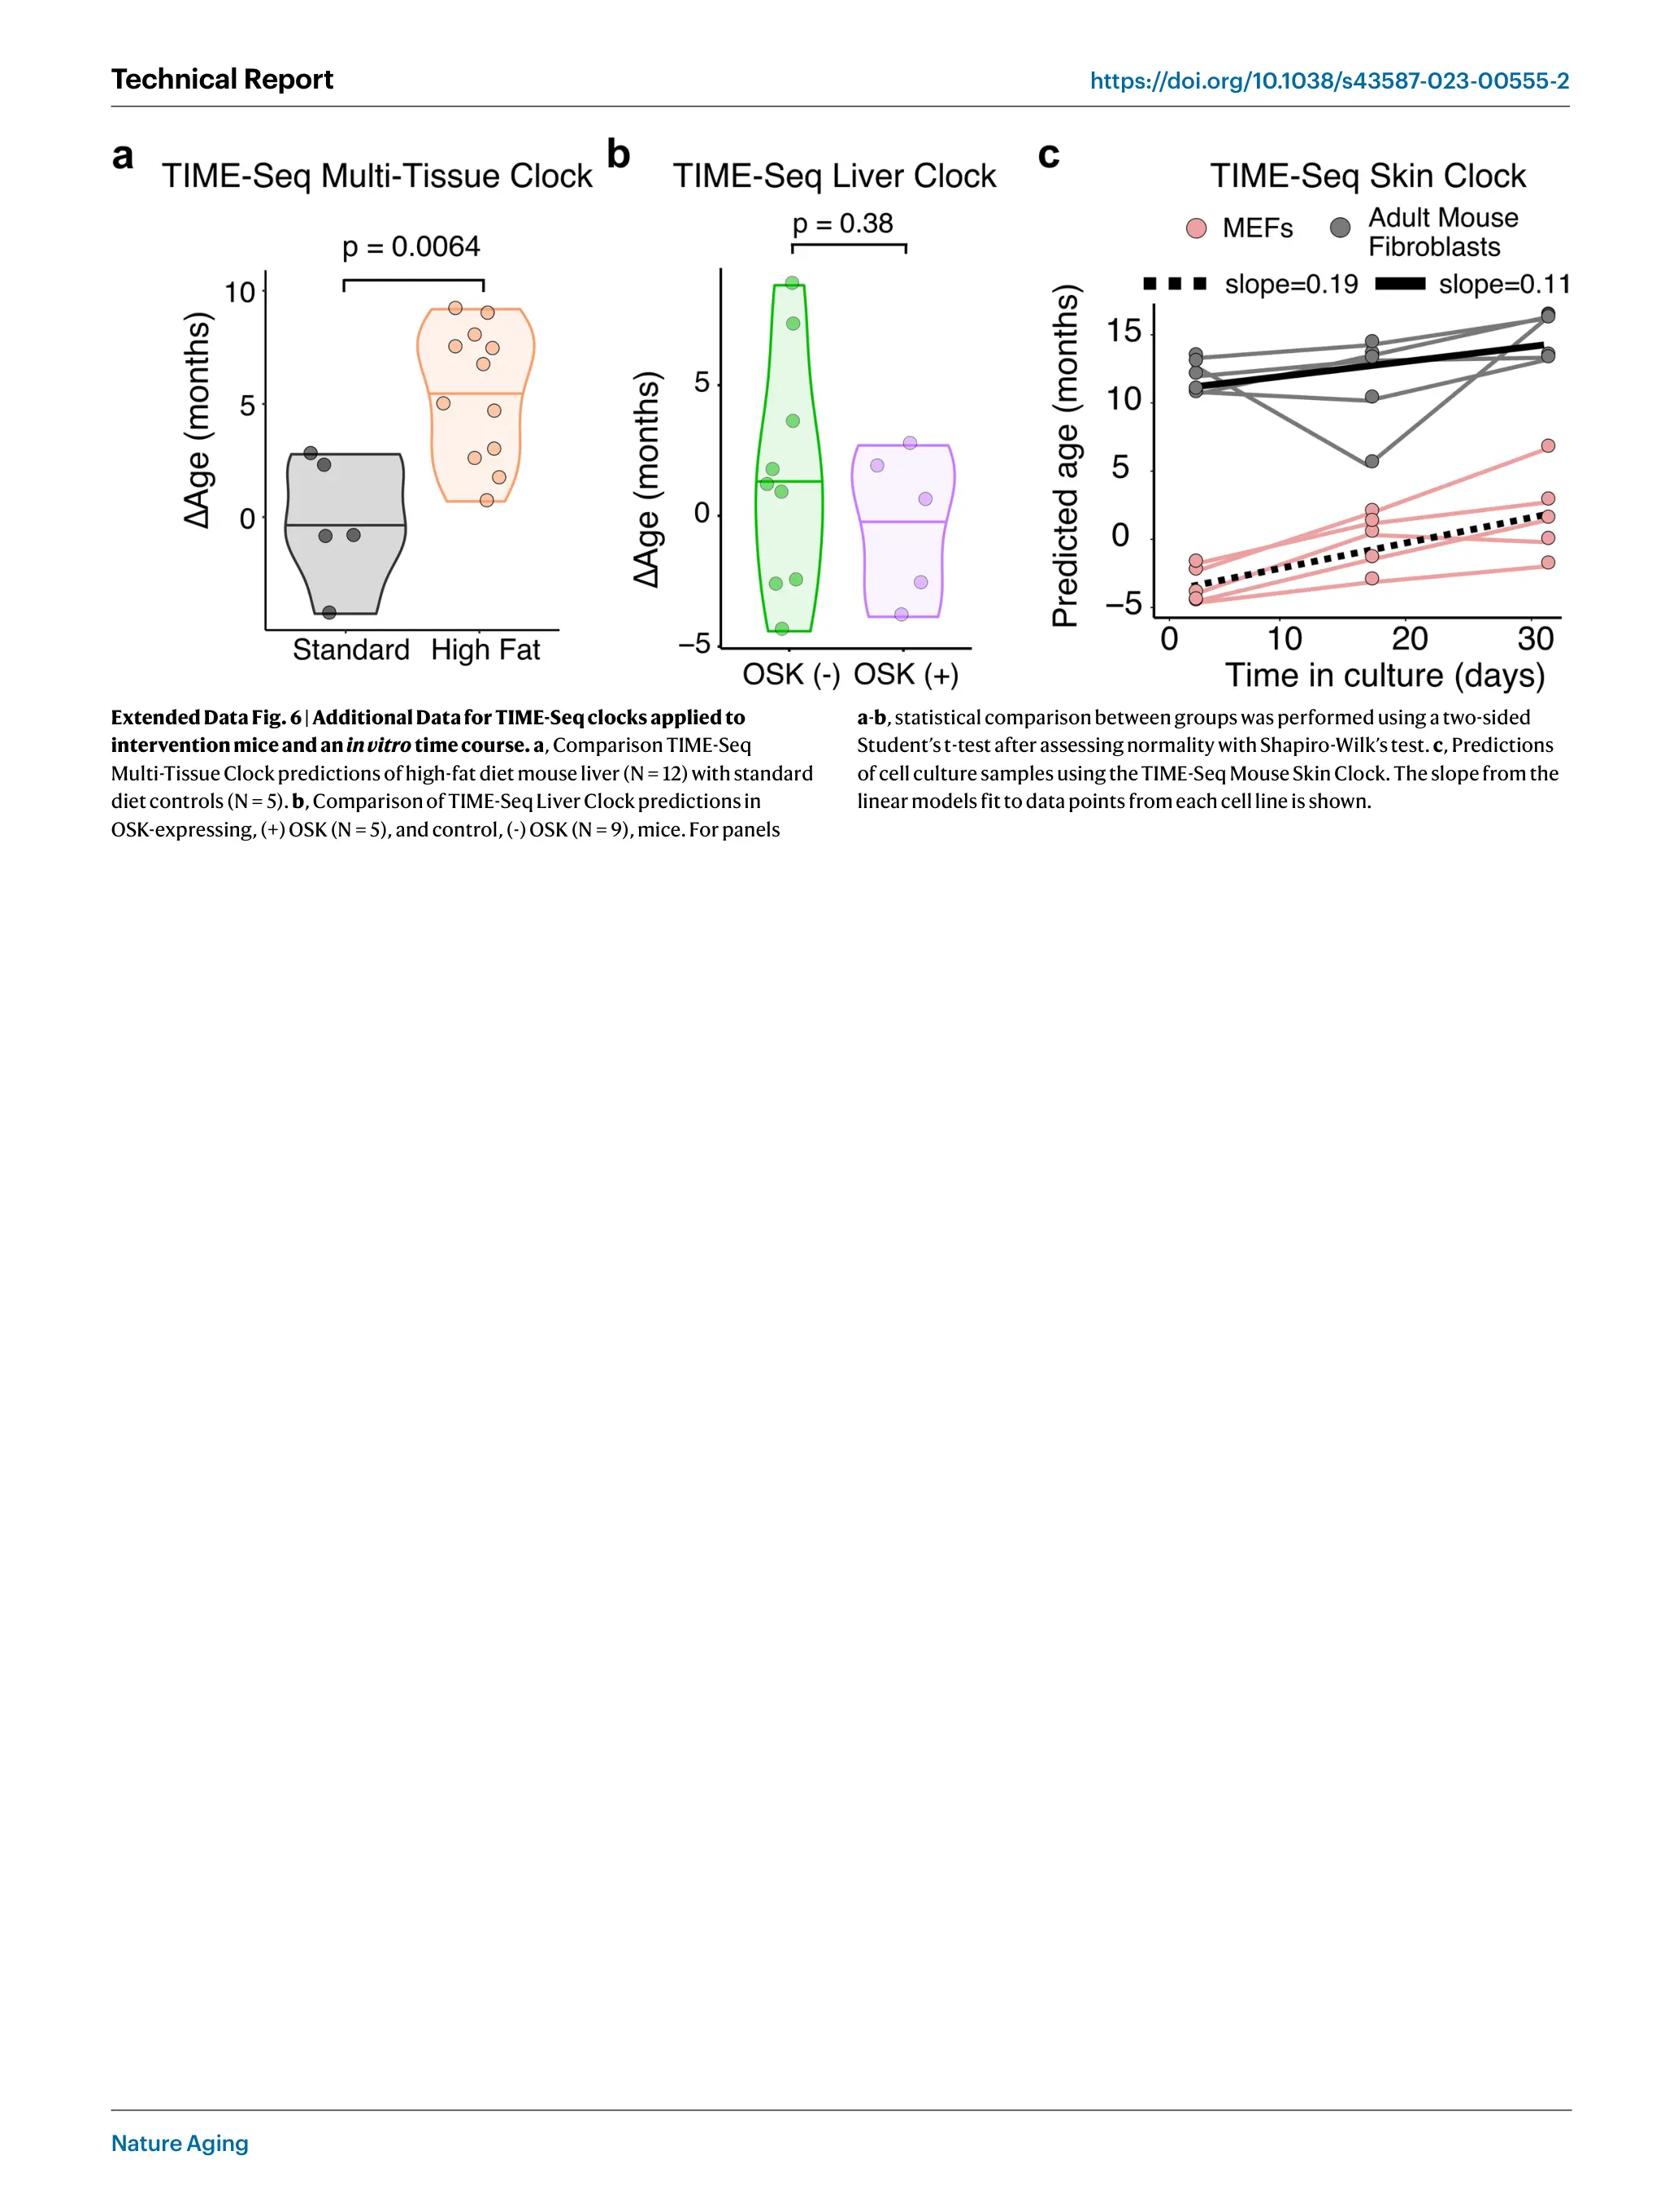 Technical Report
https://doi.org/10.1038/s43587-023-00555-2
a
TIME-Seq Multi-Tissue Clock
p = 0.0064
ΔAge (months)
10
5
0
Standard
High Fat
b
TIME-Seq Liver Clock
p = 0.38
ΔAge (months)
5
0
−5
OSK (-)
OSK (+)
c
TIME-Seq Skin Clock
MEFs
Adult Mouse
Fibroblasts
slope=0.19
slope=0.11
Predicted age (months)
15
10
5
0
−5
0
10
20
30
Time in culture (days)
Extended Data Fig. 6 | Additional Data for TIME-Seq clocks applied to
intervention mice and an in vitro time course. a, Comparison TIME-Seq
Multi-Tissue Clock predictions of high-fat diet mouse liver (N = 12) with standard
diet controls (N = 5). b, Comparison of TIME-Seq Liver Clock predictions in
OSK-expressing, (+) OSK (N = 5), and control, (-) OSK (N = 9), mice. For panels
a-b, statistical comparison between groups was performed using a two-sided
Student’s t-test after assessing normality with Shapiro-Wilk’s test. c, Predictions
of cell culture samples using the TIME-Seq Mouse Skin Clock. The slope from the
linear models fit to data points from each cell line is shown.
Nature Aging